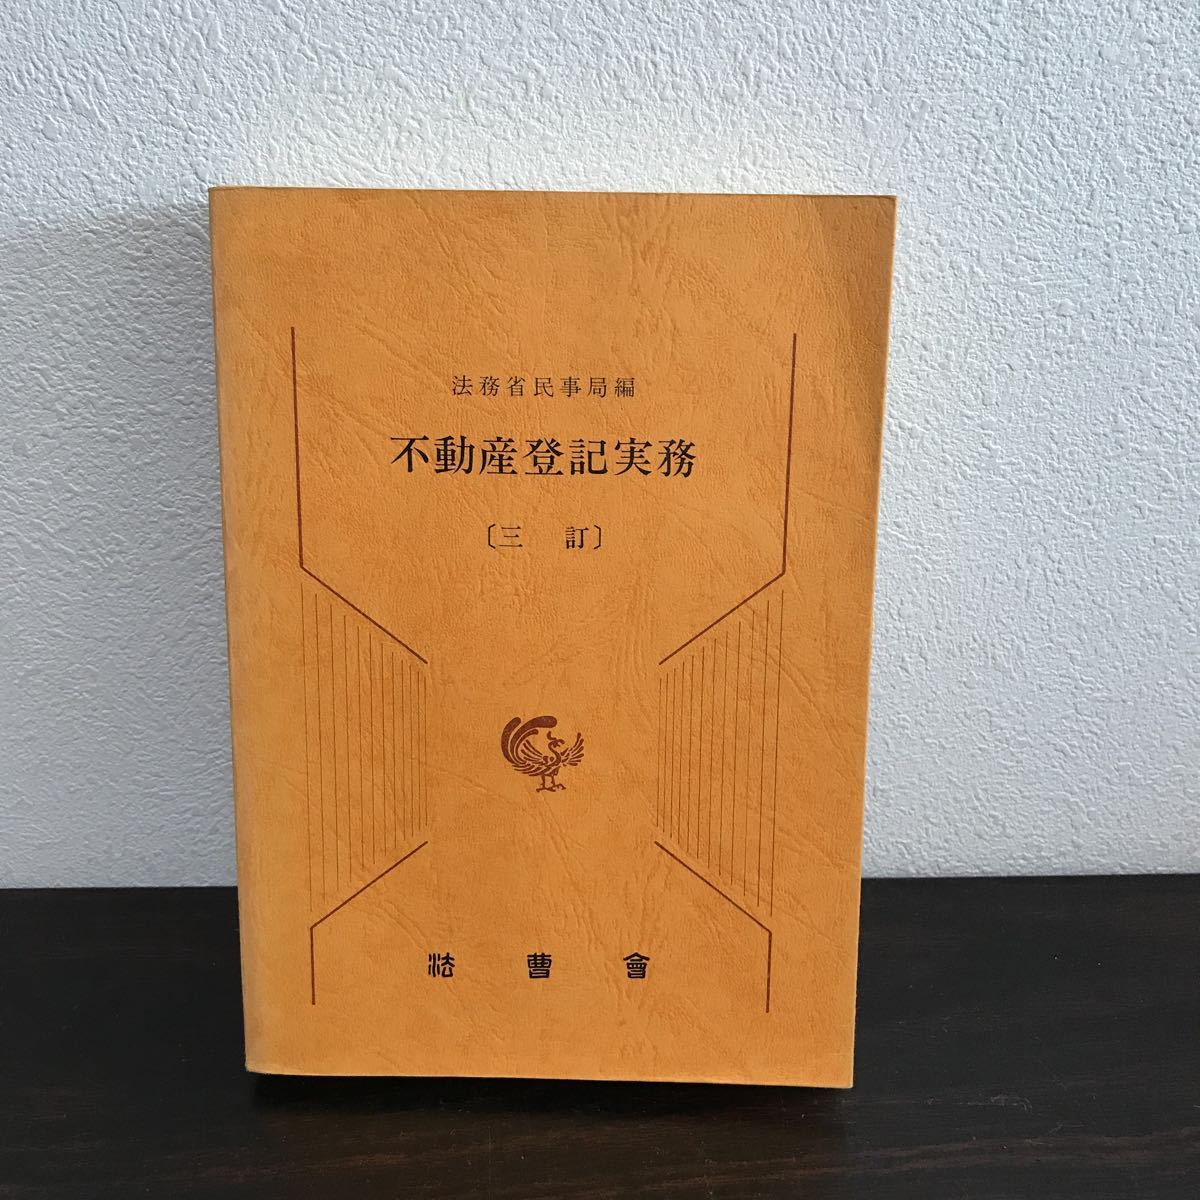 法務省民事局編
不動産登記実務
〔三 訂〕
法 曹 會